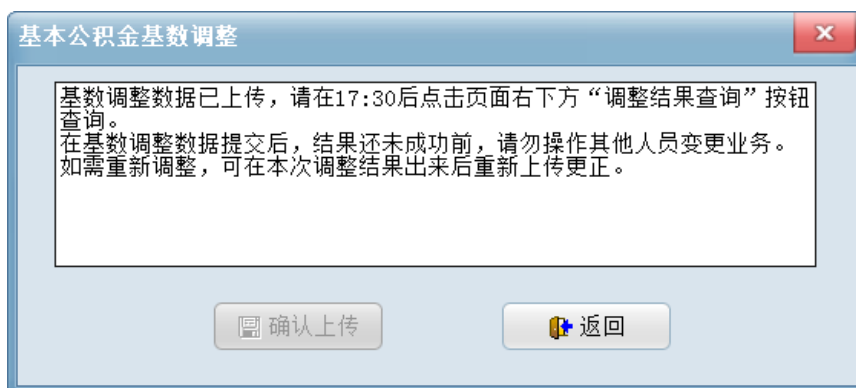 基本公积金基数调整
基数调整数据已上传，请在17:30后点击页面右下方“调整结果查询”按钮
查询。
在基数调整数据提交后，结果还未成功前，请勿操作其他人员变更业务。
如需重新调整，可在本次调整结果出来后重新上传更正。
确认上传
返回